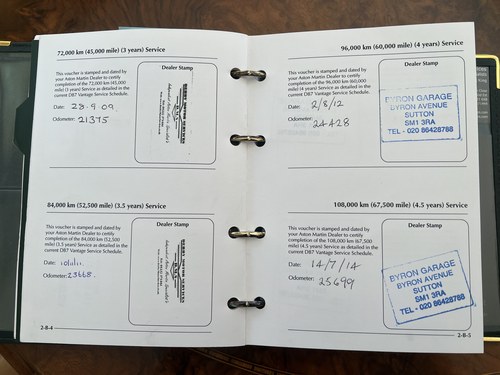 72,000 km (45,000 mile) (3 years) Service
This voucher is stamped and dated by
your Aston Martin Dealer to certify
completion of the 72,000 km (45,000
mile) (3 years) Service as detailed in the
current DB7 Vantage Service Schedule.
Date: 28.9.09
Odometer: 21375
Dealer Stamp
84,000 km (52,500 mile) (3.5 years) Service
This voucher is stamped and dated by
your Aston Martin Dealer to certify
completion of the 84,000 km (52,500
mile) (3.5 years) Service as detailed in the
current DB7 Vantage Service Schedule.
Date:
Odometer: 23668.
Dealer Stamp
2-B-4
96,000 km (60,000 mile) (4 years) Service
This voucher is stamped and dated by
your Aston Martin Dealer to certify
completion of the 96,000 km (60,000
mile) (4 years) Service as detailed in the
current DB7 Vantage Service Schedule.
Date: 2/8/12
Odometer: 24428
Dealer Stamp
BYRON GARAGE
BYRON AVENUE
SUTTON
SM1 3RA
TEL - 020 86428788
108,000 km (67,500 mile) (4.5 years) Service
This voucher is stamped and dated by
your Aston Martin Dealer to certify
completion of the 108,000 km (67,500
mile) (4.5 years) Service as detailed in the
current DB7 Vantage Service Schedule.
Date: 14/7/14
Odometer: 25699
Dealer Stamp
BYRON GARAGE
BYRON AVENUE
SUTTON
SM1 3RA
TEL - 020 86428788
2-B-5